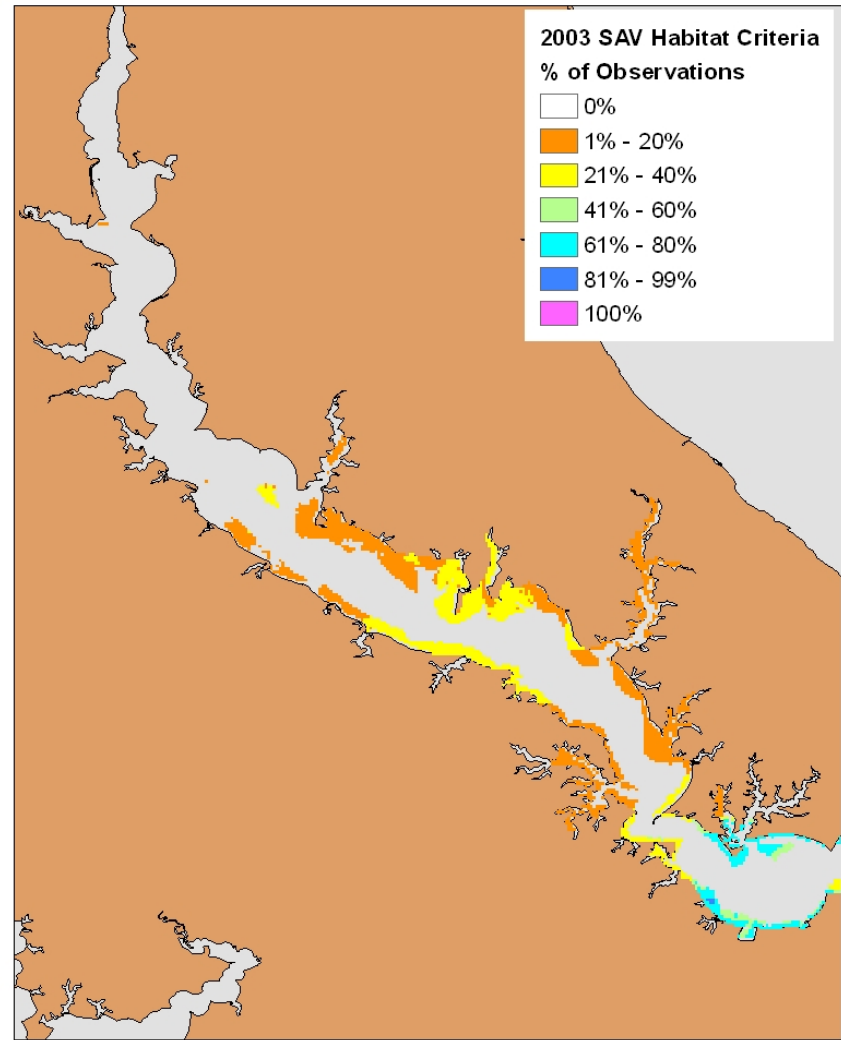 2003 SAV Habitat Criteria
% of Observations
0%
1% - 20%
21% - 40%
41% - 60%
61% - 80%
81% - 99%
100%